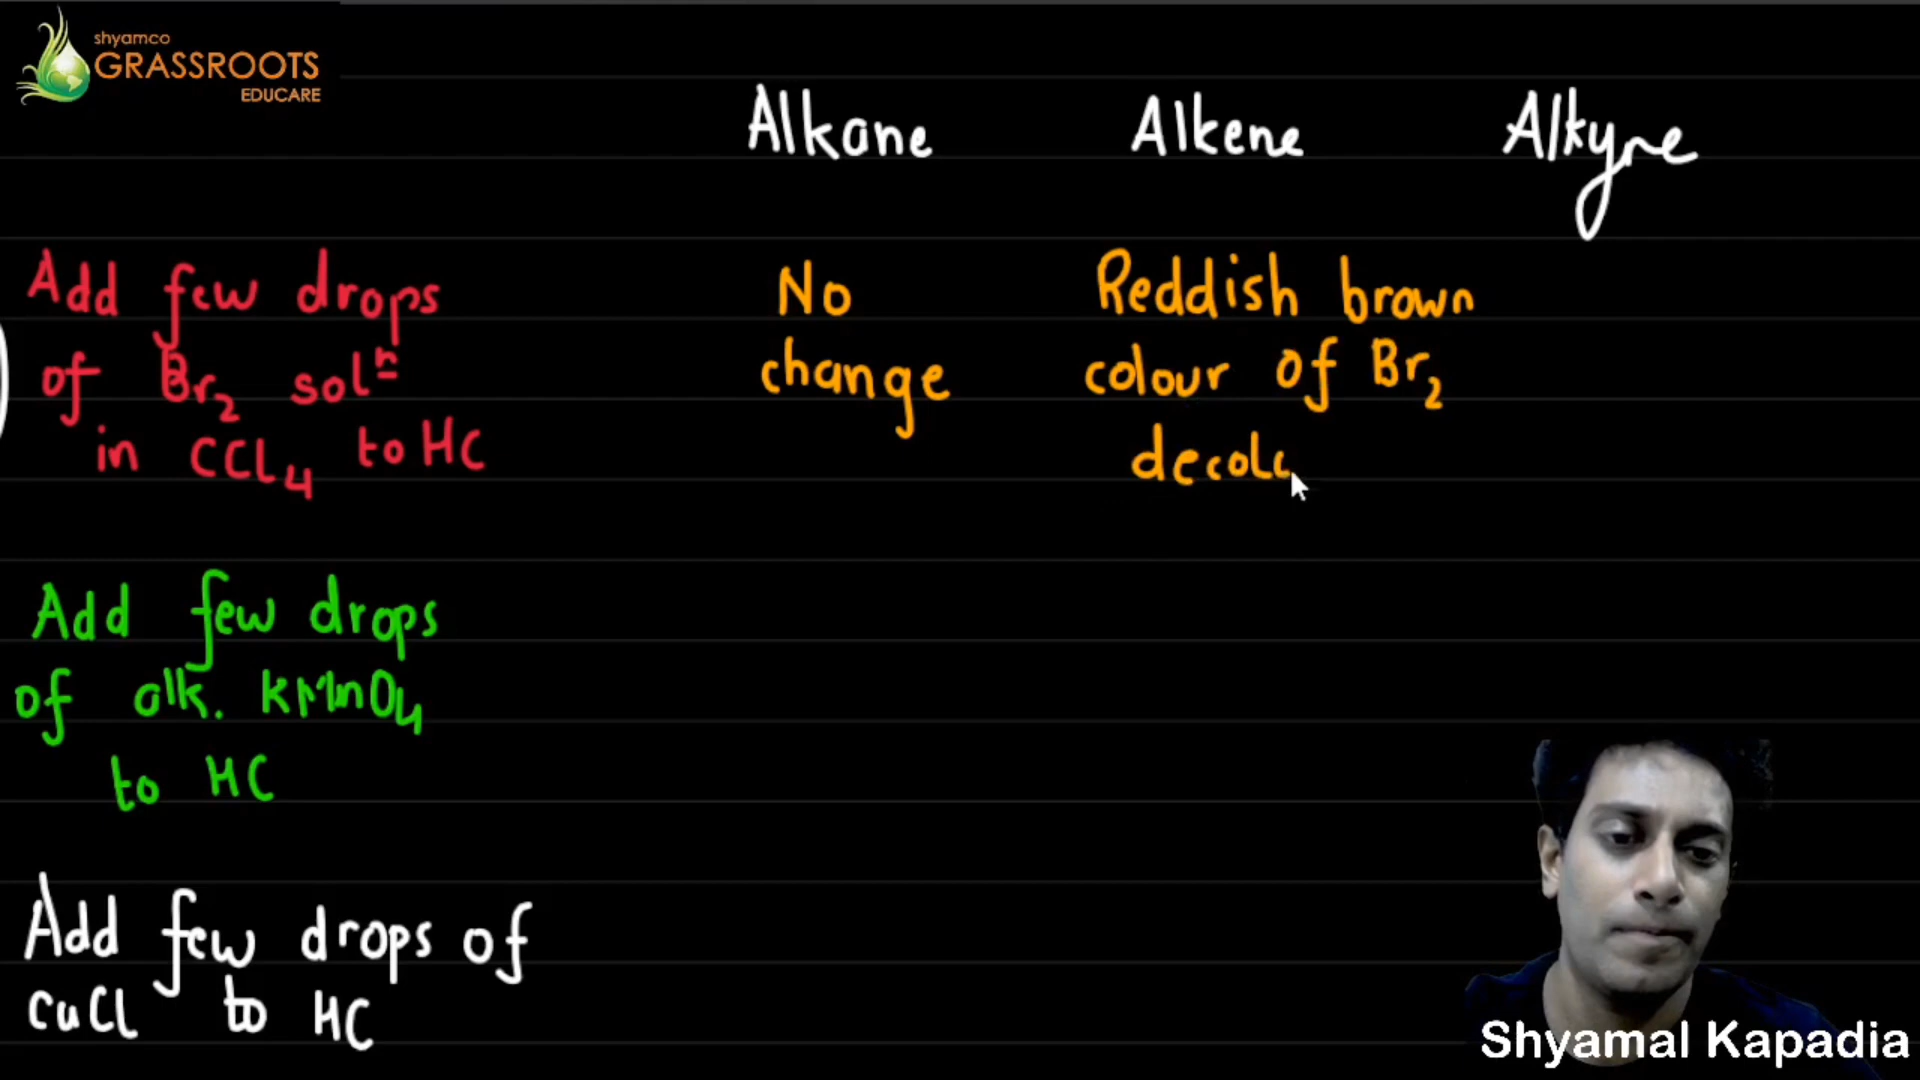 shyamco
GRASSROOTS
EDUCARE
Alkane Alkene Alkyne
Add few drops
of Br2 solⁿ
in CCl4 to HC
No
change
Reddish brown
colour of Br2
decolo
Add few drops
of alk. KMnO4
to HC
Add few drops of
CuCl to HC
Shyamal Kapadia